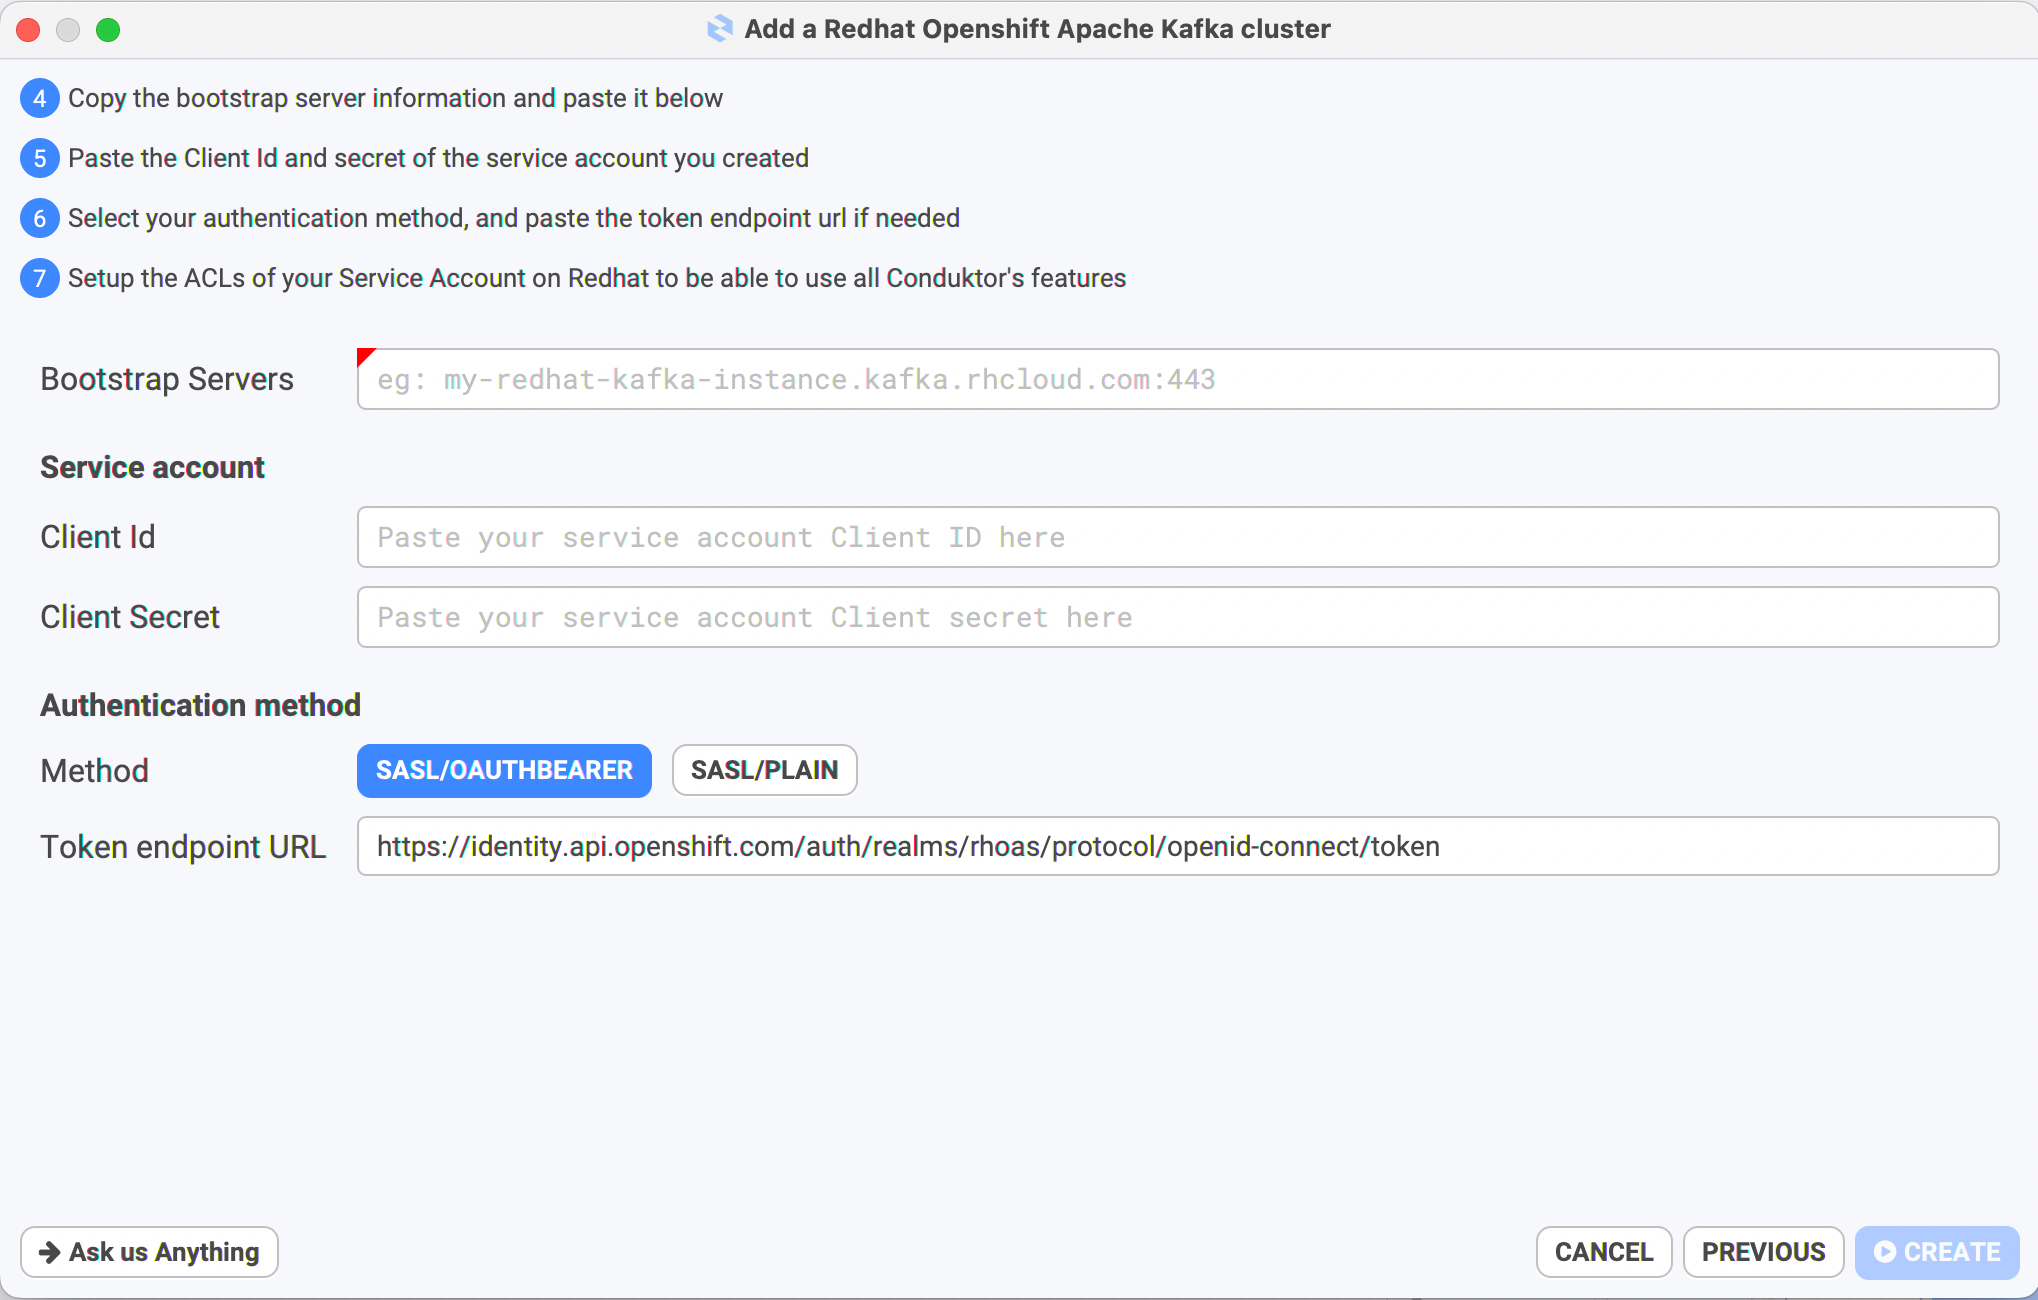 Add a Redhat Openshift Apache Kafka cluster
4 Copy the bootstrap server information and paste it below
5 Paste the Client Id and secret of the service account you created
6 Select your authentication method, and paste the token endpoint url if needed
7 Setup the ACLs of your Service Account on Redhat to be able to use all Conduktor's features
Bootstrap Servers eg: my-redhat-kafka-instance.kafka.rhcloud.com:443
Service account
Client Id Paste your service account Client ID here
Client Secret Paste your service account Client secret here
Authentication method
Method SASL/OAUTHBEARER SASL/PLAIN
Token endpoint URL https://identity.api.openshift.com/auth/realms/rhoas/protocol/openid-connect/token
Ask us Anything CANCEL PREVIOUS CREATE